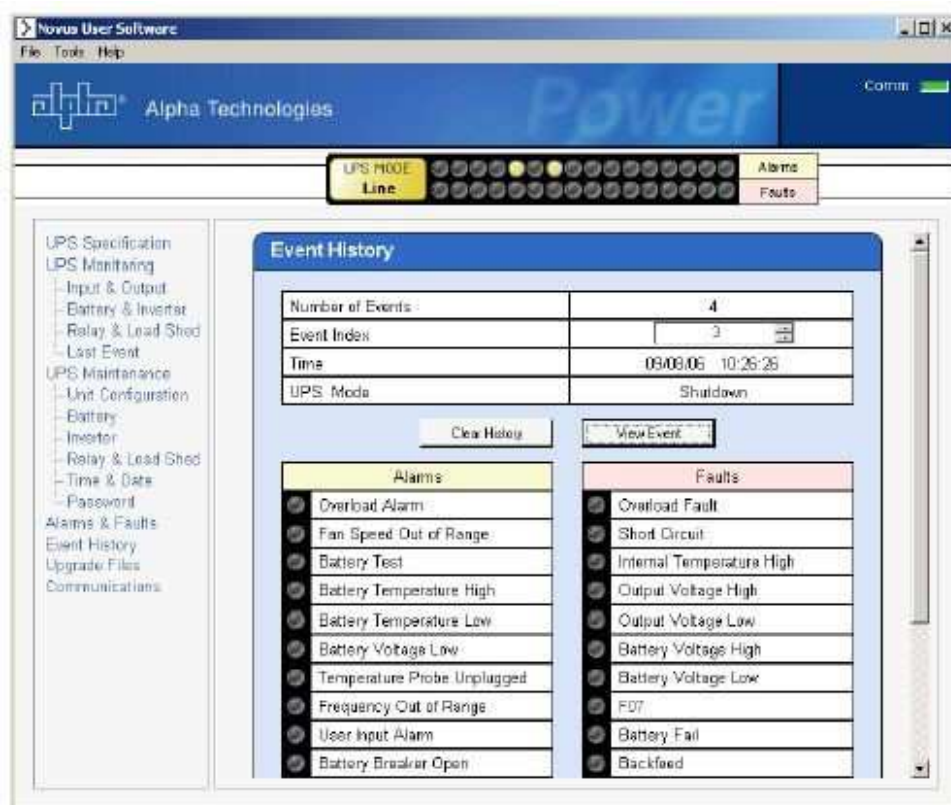 Novus User Software
File Tools Help
alpha® Alpha Technologies
Power
Comm
UPS MODE
Line
Alarms
Faults
UPS Specification
UPS Monitoring
Input & Output
Battery & Inverter
Relay & Load Shed
Last Event
UPS Maintenance
Unit Configuration
Battery
Inverter
Relay & Load Shed
Time & Date
Password
Alarms & Faults
Event History
Upgrade Files
Communications
Event History
Number of Events 4
Event Index 3
Time 09/08/06 10:26:26
UPS Mode Shutdown
Clear History View Event
Alarms Faults
Overload Alarm Overload Fault
Fan Speed Out of Range Short Circuit
Battery Test Internal Temperature High
Battery Temperature High Output Voltage High
Battery Temperature Low Output Voltage Low
Battery Voltage Low Battery Voltage High
Temperature Probe Unplugged Battery Voltage Low
Frequency Out of Range F07
User Input Alarm Battery Fail
Battery Breaker Open Backfeed